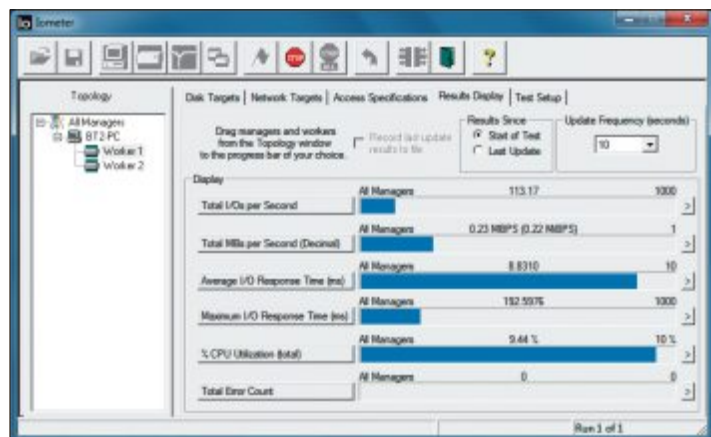 Iometer
STOP
STOP
ALL
?
Topology
All Managers
BT2-PC
Worker 1
Worker 2
Disk Targets | Network Targets | Access Specifications | Results Display | Test Setup
Drag managers and workers
from the Topology window
to the progress bar of your choice.
Record last update
results to file
Results Since
Start of Test
Last Update
Update Frequency (seconds)
10
Display
All Managers 113.17 1000
Total I/Os per Second >
All Managers 0.23 MBPS (0.22 MiBPS) 1
Total MBs per Second (Decimal) >
All Managers 8.8310 10
Average I/O Response Time (ms) >
All Managers 192.5976 1000
Maximum I/O Response Time (ms) >
All Managers 9.44 % 10 %
% CPU Utilization (total) >
All Managers 0 0
Total Error Count >
Run 1 of 1